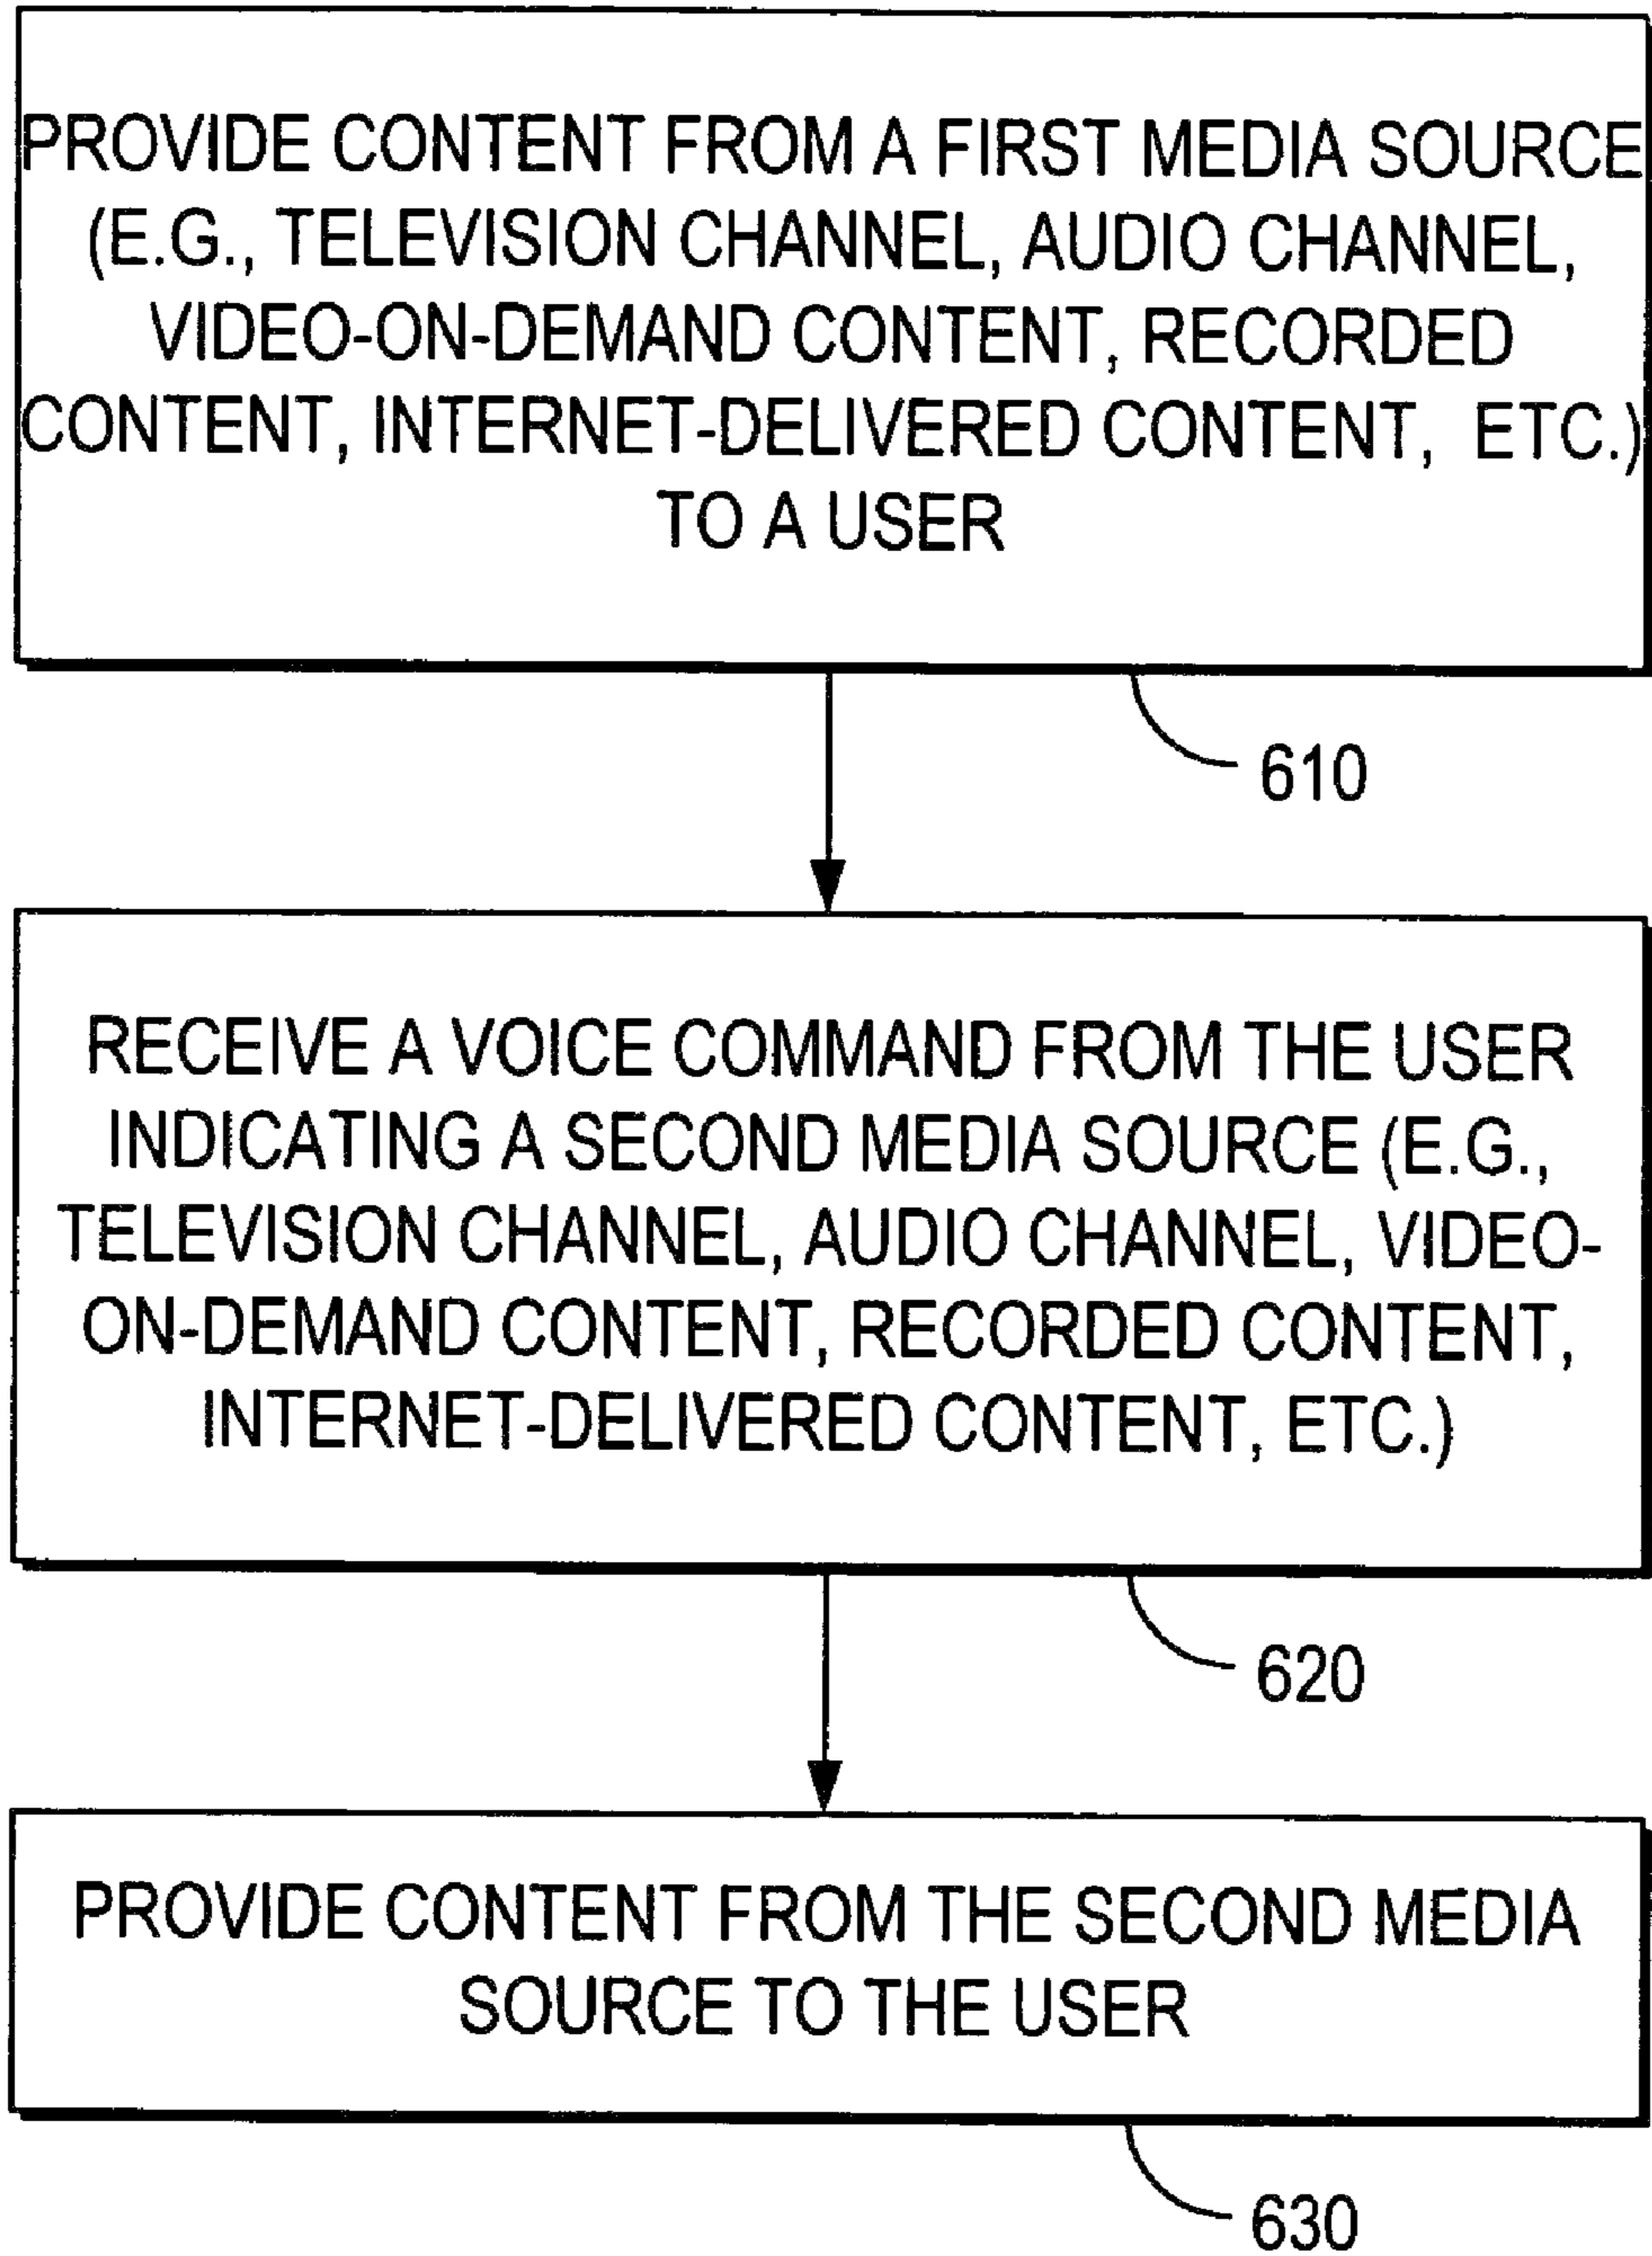 PROVIDE CONTENT FROM A FIRST MEDIA SOURCE
(E.G., TELEVISION CHANNEL, AUDIO CHANNEL,
VIDEO-ON-DEMAND CONTENT, RECORDED
CONTENT, INTERNET-DELIVERED CONTENT, ETC.)
TO A USER
610
RECEIVE A VOICE COMMAND FROM THE USER
INDICATING A SECOND MEDIA SOURCE (E.G.,
TELEVISION CHANNEL, AUDIO CHANNEL, VIDEO-
ON-DEMAND CONTENT, RECORDED CONTENT,
INTERNET-DELIVERED CONTENT, ETC.)
620
PROVIDE CONTENT FROM THE SECOND MEDIA
SOURCE TO THE USER
630